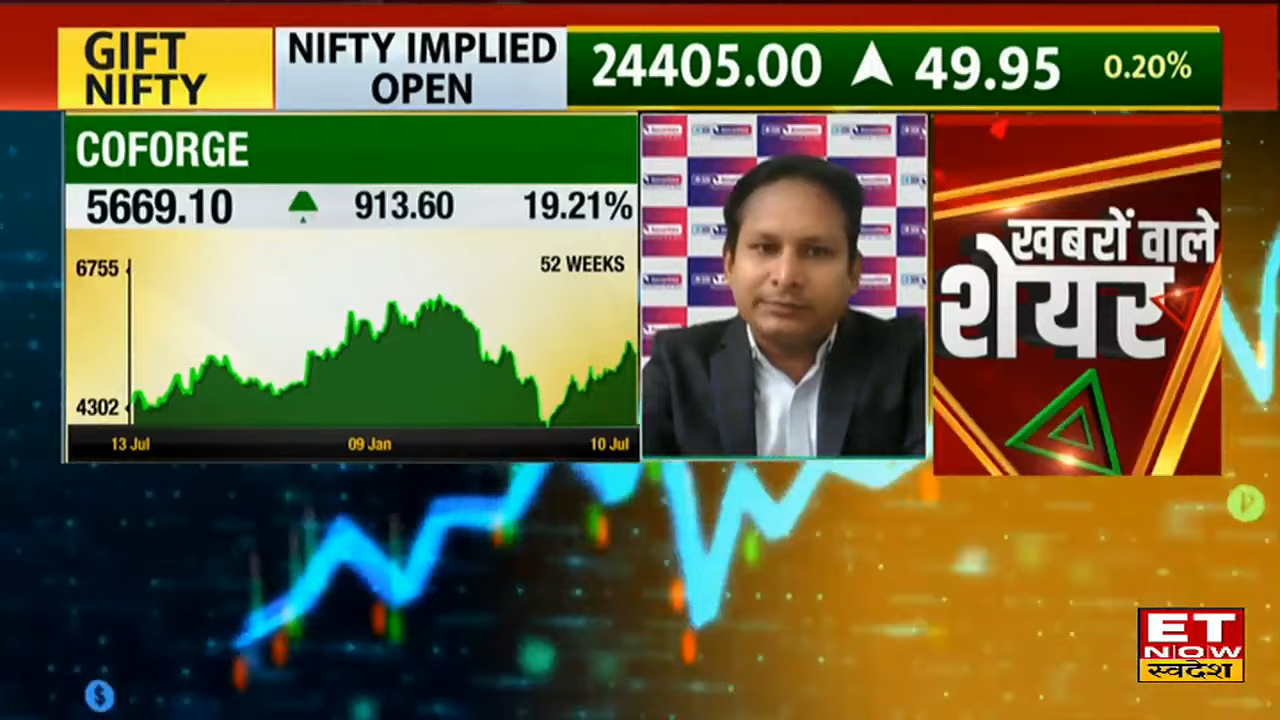 GIFT
NIFTY
NIFTY IMPLIED
OPEN
24405.00 49.95 0.20%
COFORGE
5669.10 913.60 19.21%
6755
52 WEEKS
4302
13 Jul 09 Jan 10 Jul
खबरों वाले
शेयर
ET
NOW
स्वदेश